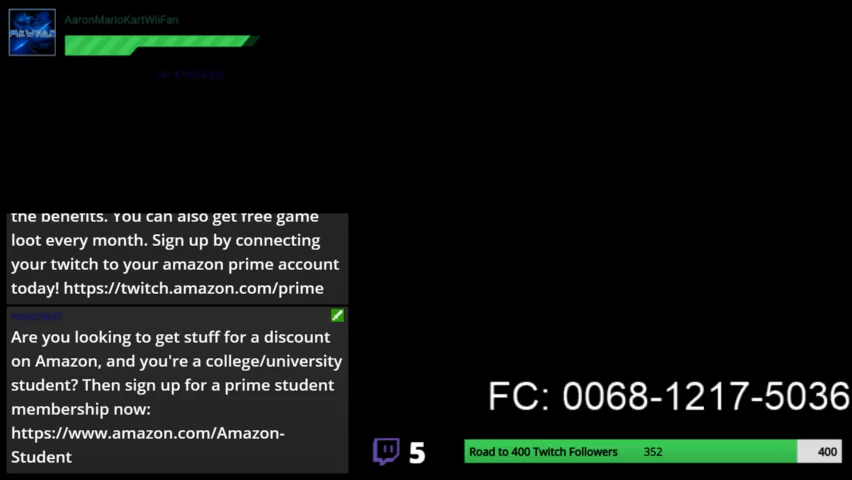 AaronMarioKartWiiFan
MKWFAN
the benefits. You can also get free game
loot every month. Sign up by connecting
your twitch to your amazon prime account
today! https://twitch.amazon.com/prime
Are you looking to get stuff for a discount
on Amazon, and you're a college/university
student? Then sign up for a prime student
membership now:
https://www.amazon.com/Amazon-
Student
FC: 0068-1217-5036
5
Road to 400 Twitch Followers 352 400